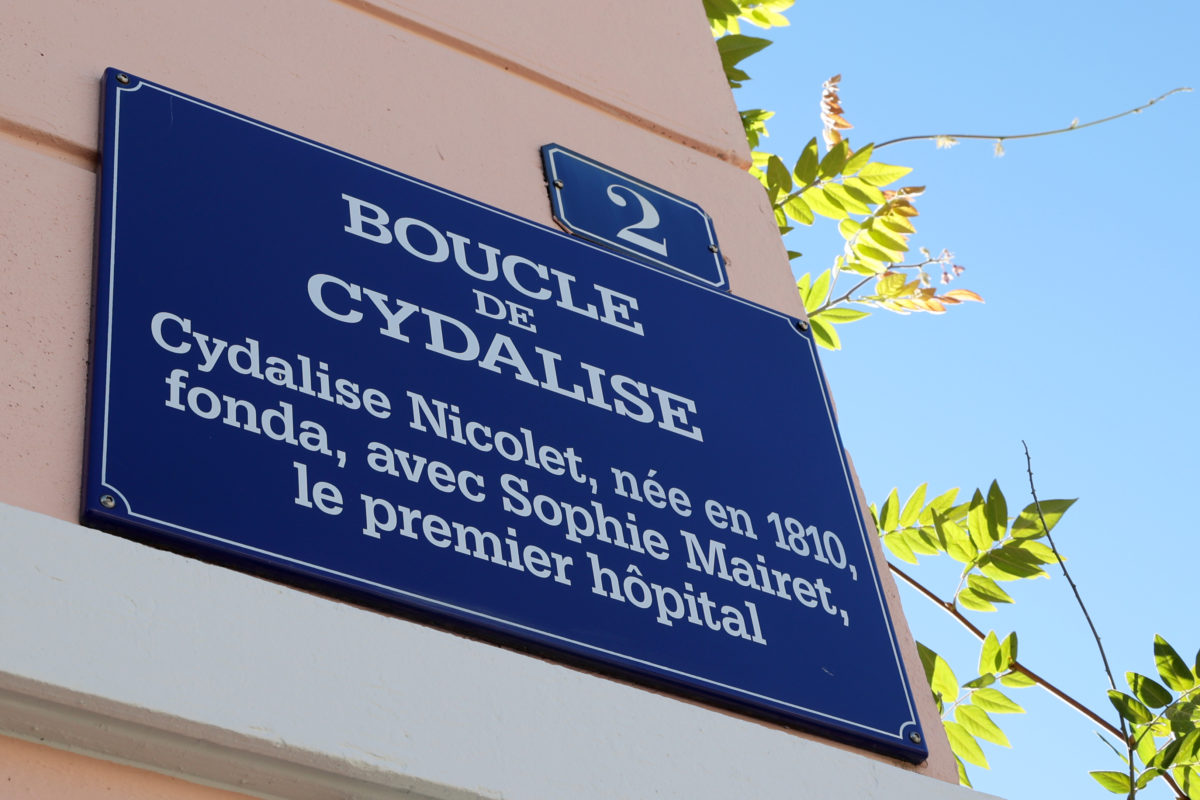 2
BOUCLE
DE
CYDALISE
Cydalise Nicolet, née en 1810,
fonda, avec Sophie Mairet,
le premier hôpital